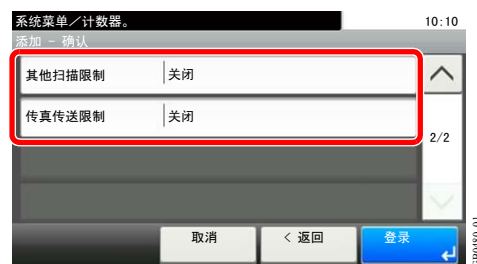 系统菜单／计数器。 10:10
添加 - 确认
其他扫描限制 关闭
传真传送限制 关闭
2/2
取消 < 返回 登录
GB0489_01